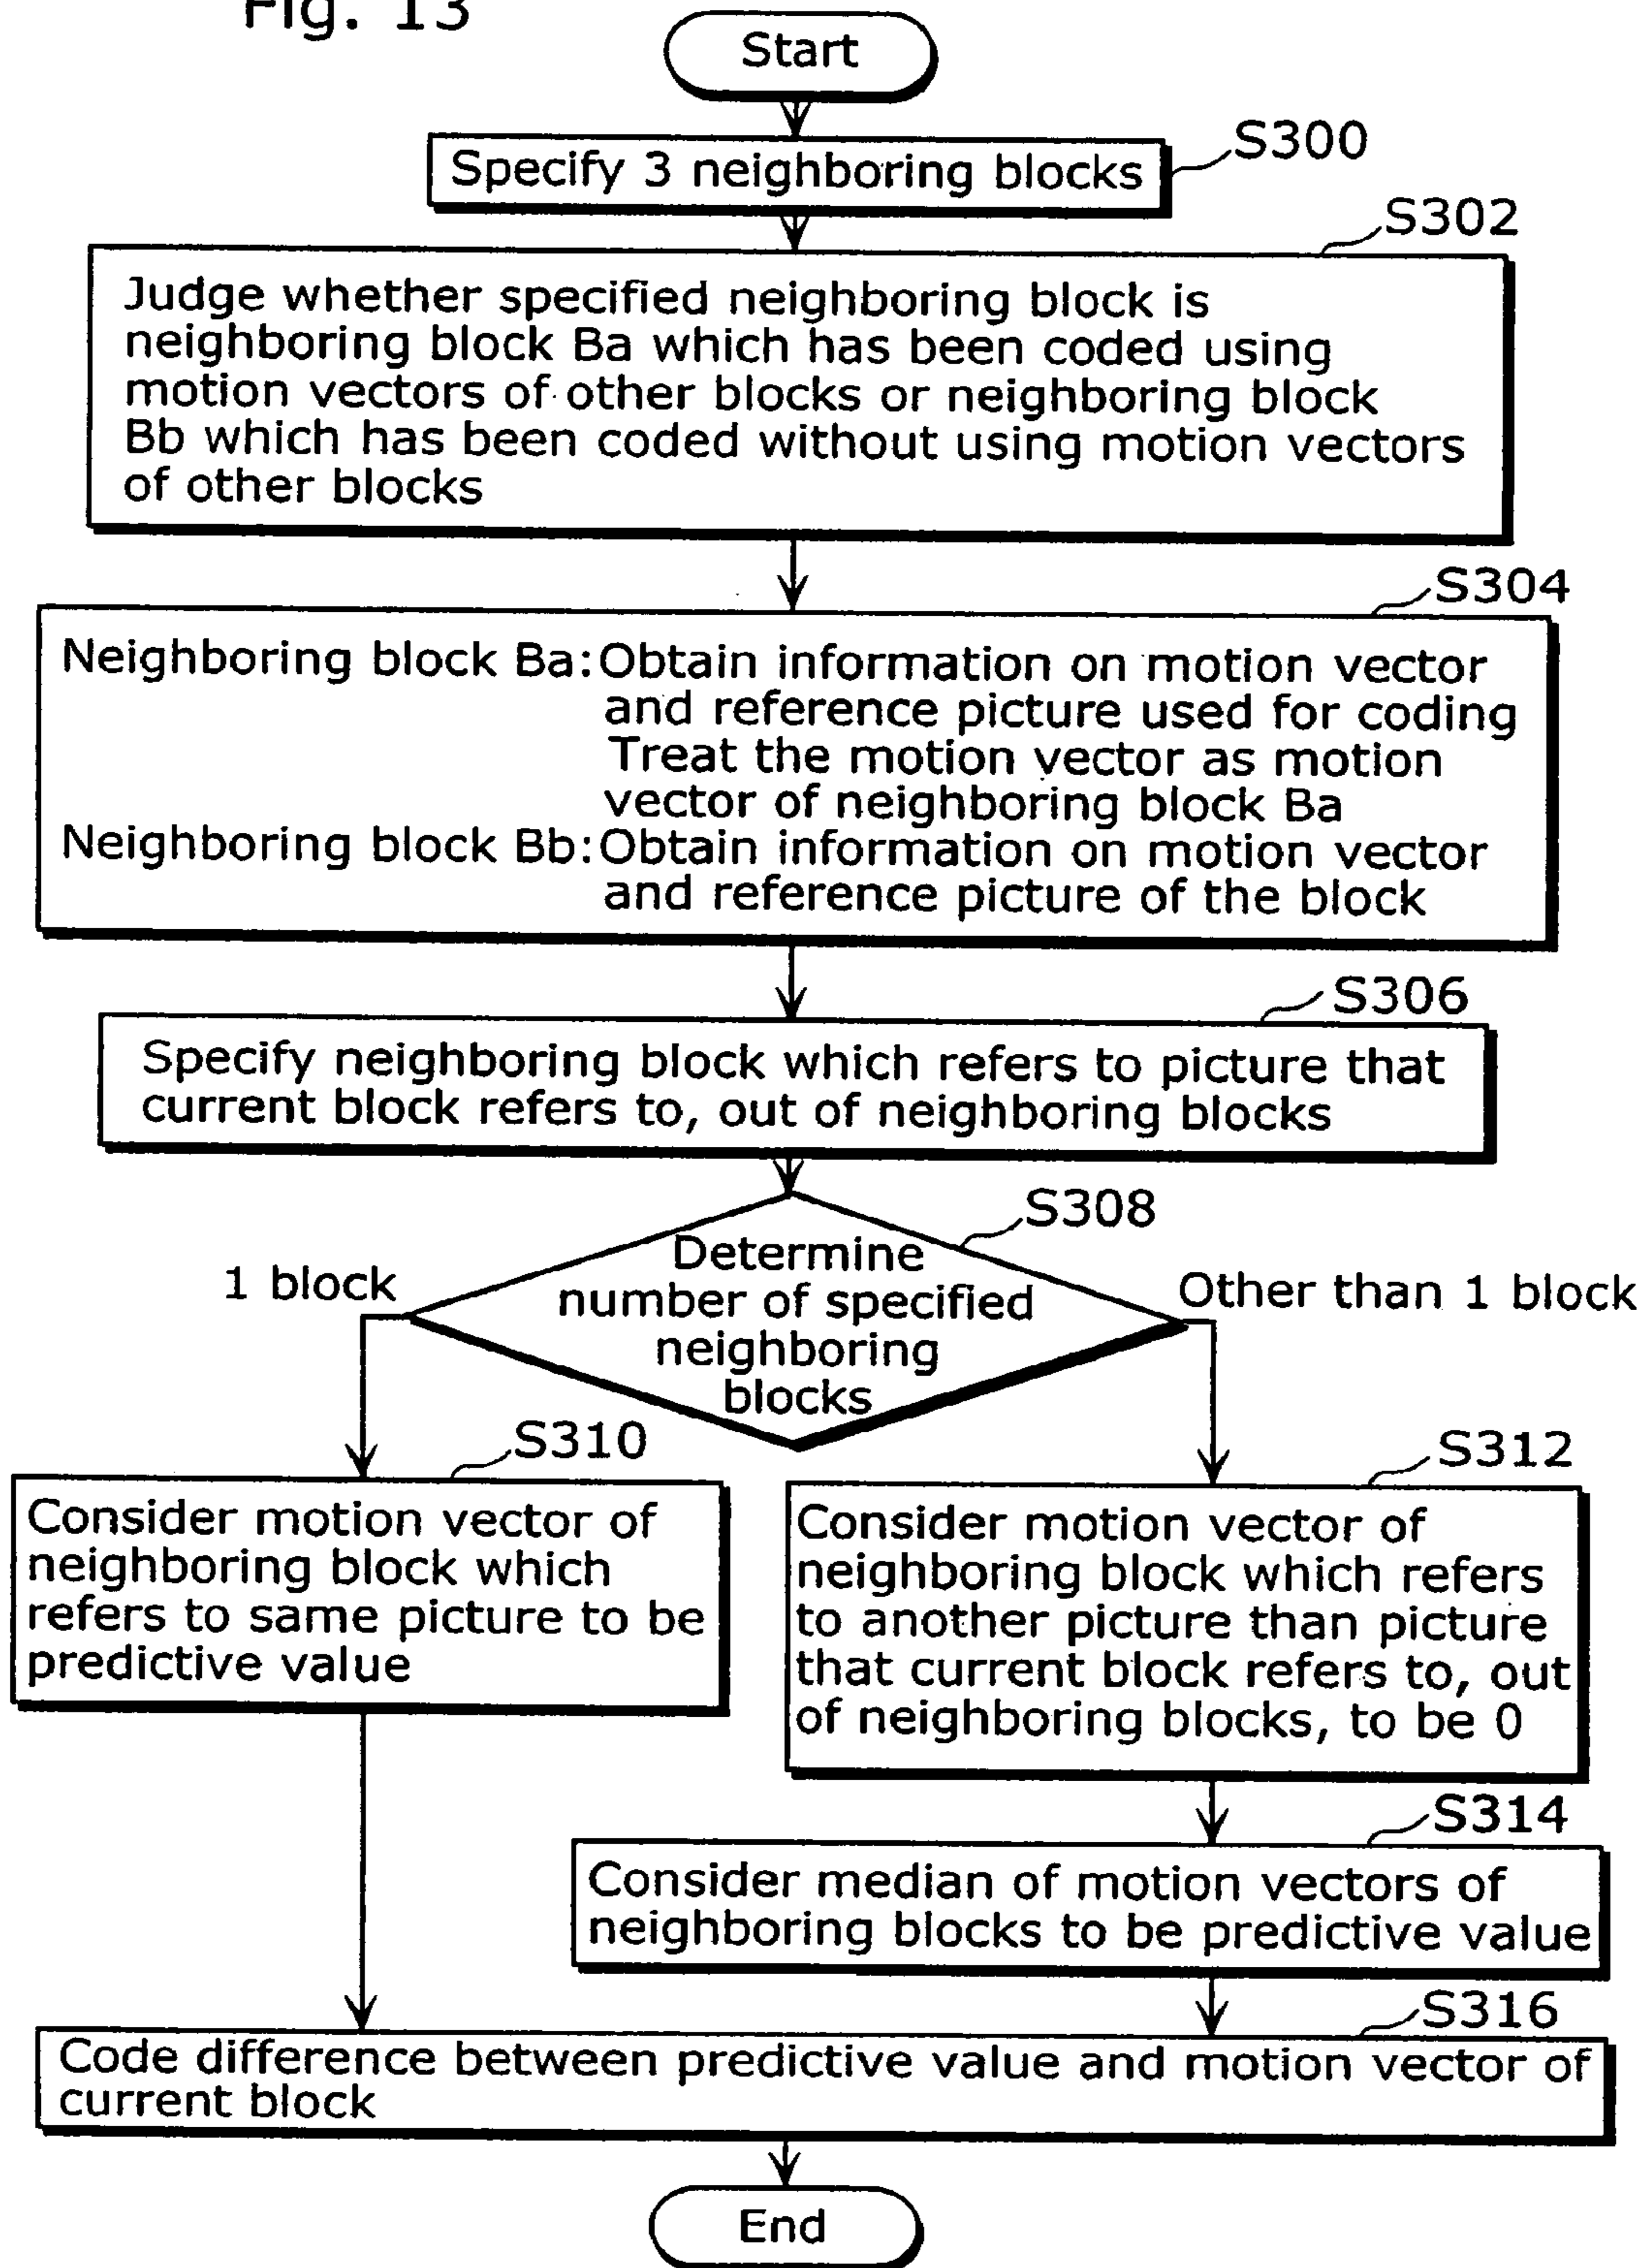 Fig. 13
Start
S300
Specify 3 neighboring blocks
S302
Judge whether specified neighboring block is
neighboring block Ba which has been coded using
motion vectors of other blocks or neighboring block
Bb which has been coded without using motion vectors
of other blocks
S304
Neighboring block Ba:Obtain information on motion vector
and reference picture used for coding
Treat the motion vector as motion
vector of neighboring block Ba
Neighboring block Bb:Obtain information on motion vector
and reference picture of the block
S306
Specify neighboring block which refers to picture that
current block refers to, out of neighboring blocks
S308
Determine
number of specified
neighboring
blocks
1 block
Other than 1 block
S310
Consider motion vector of
neighboring block which
refers to same picture to be
predictive value
S312
Consider motion vector of
neighboring block which refers
to another picture than picture
that current block refers to, out
of neighboring blocks, to be 0
S314
Consider median of motion vectors of
neighboring blocks to be predictive value
S316
Code difference between predictive value and motion vector of
current block
End